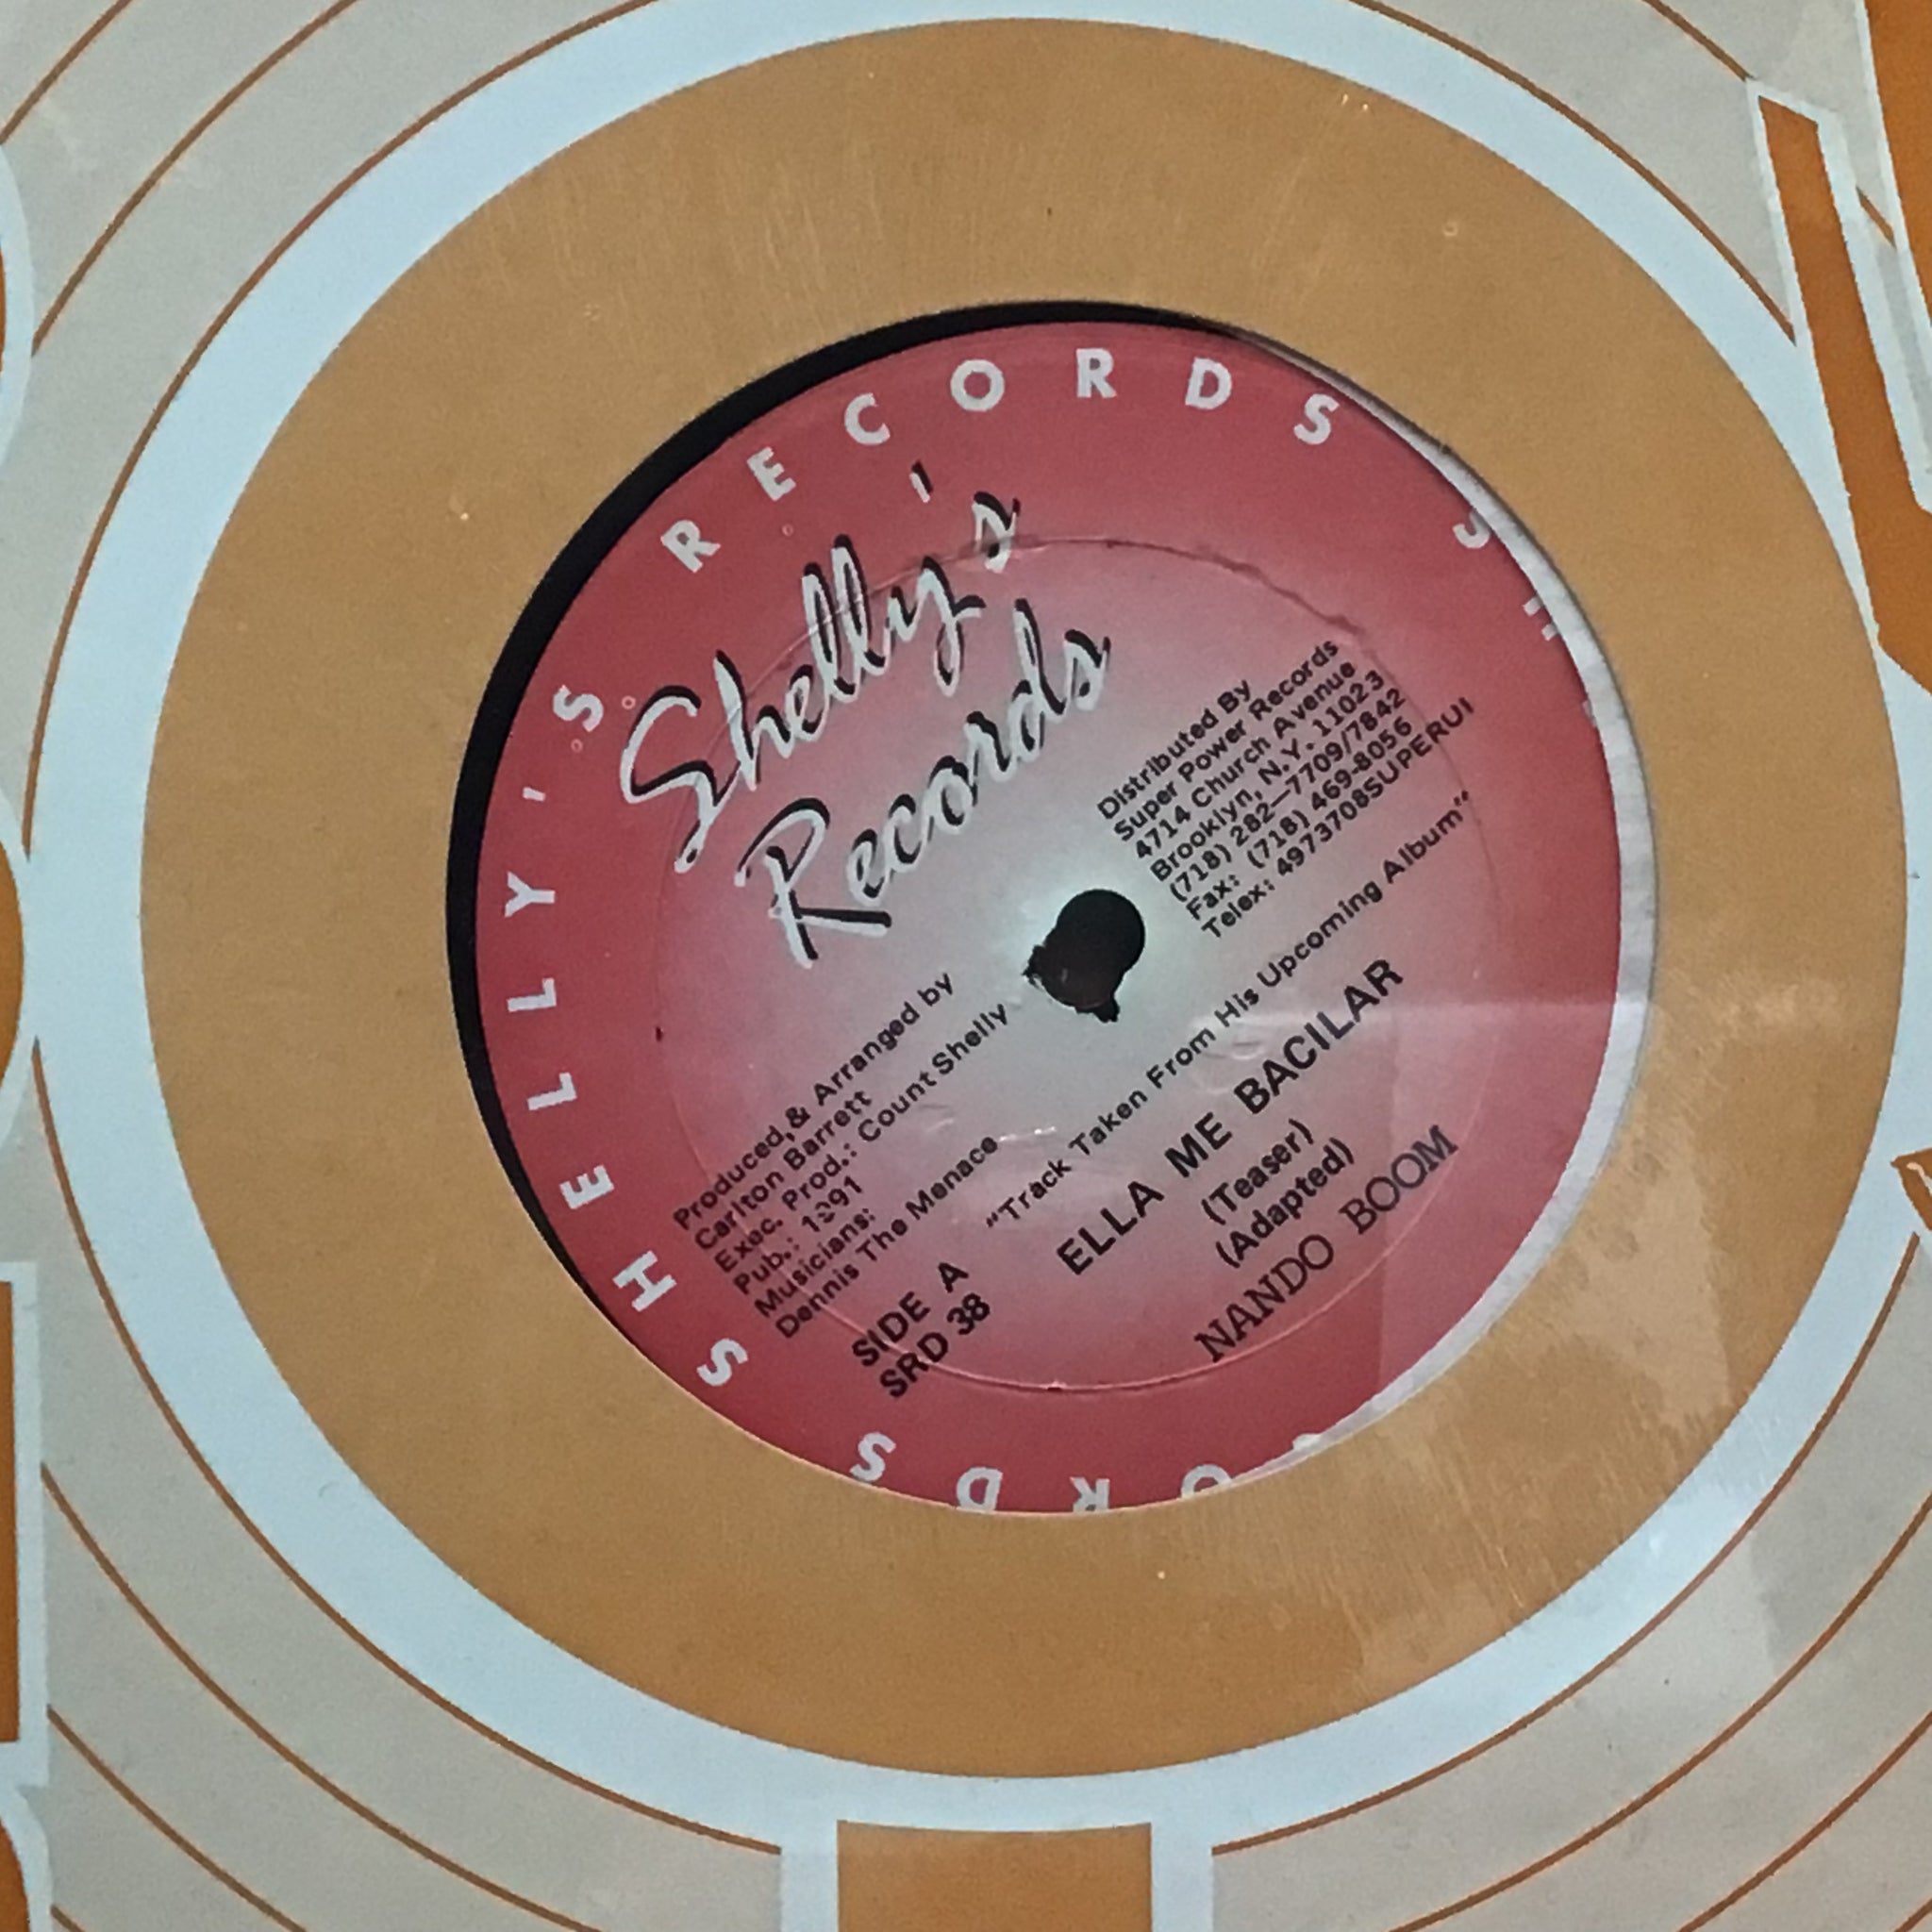 SHELLY'S RECORDS
Shelly's
Records
Distributed By
Super Power Records
4714 Church Avenue
Brooklyn, N.Y. 11023
(718) 282—7709/7842
Fax: (718) 469-8056
Telex: 4973708SUPERUI
Produced,& Arranged by
Carlton Barrett
Exec. Prod.: Count Shelly
Pub.: 1991
Musicians:
Dennis The Menace
"Track Taken From His Upcoming Album"
SIDE A
SRD 38
ELLA ME BACILAR
(Teaser)
(Adapted)
NANDO BOOM